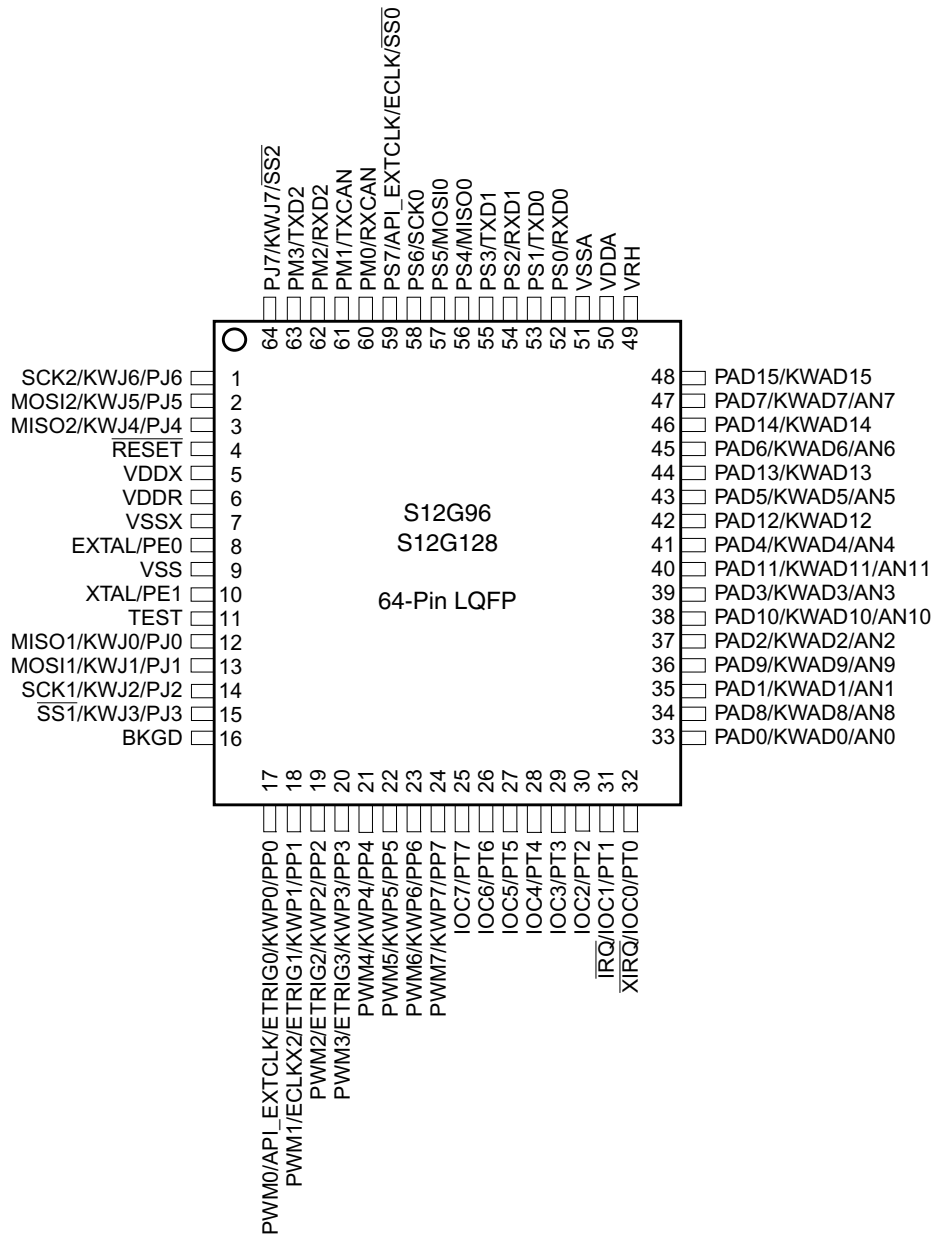 PJ7/KWJ7/SS2
PM3/TXD2
PM2/RXD2
PM1/TXCAN
PM0/RXCAN
PS7/API_EXTCLK/ECLK/SS0
PS6/SCK0
PS5/MOSI0
PS4/MISO0
PS3/TXD1
PS2/RXD1
PS1/TXD0
PS0/RXD0
VSSA
VDDA
VRH
64
63
62
61
60
59
58
57
56
55
54
53
52
51
50
49
SCK2/KWJ6/PJ6 1
MOSI2/KWJ5/PJ5 2
MISO2/KWJ4/PJ4 3
RESET 4
VDDX 5
VDDR 6
VSSX 7
EXTAL/PE0 8
VSS 9
XTAL/PE1 10
TEST 11
MISO1/KWJ0/PJ0 12
MOSI1/KWJ1/PJ1 13
SCK1/KWJ2/PJ2 14
SS1/KWJ3/PJ3 15
BKGD 16
S12G96
S12G128
64-Pin LQFP
48 PAD15/KWAD15
47 PAD7/KWAD7/AN7
46 PAD14/KWAD14
45 PAD6/KWAD6/AN6
44 PAD13/KWAD13
43 PAD5/KWAD5/AN5
42 PAD12/KWAD12
41 PAD4/KWAD4/AN4
40 PAD11/KWAD11/AN11
39 PAD3/KWAD3/AN3
38 PAD10/KWAD10/AN10
37 PAD2/KWAD2/AN2
36 PAD9/KWAD9/AN9
35 PAD1/KWAD1/AN1
34 PAD8/KWAD8/AN8
33 PAD0/KWAD0/AN0
17
18
19
20
21
22
23
24
25
26
27
28
29
30
31
32
PWM0/API_EXTCLK/ETRIG0/KWP0/PP0
PWM1/ECLKX2/ETRIG1/KWP1/PP1
PWM2/ETRIG2/KWP2/PP2
PWM3/ETRIG3/KWP3/PP3
PWM4/KWP4/PP4
PWM5/KWP5/PP5
PWM6/KWP6/PP6
PWM7/KWP7/PP7
IOC7/PT7
IOC6/PT6
IOC5/PT5
IOC4/PT4
IOC3/PT3
IOC2/PT2
IRQ/IOC1/PT1
XIRQ/IOC0/PT0